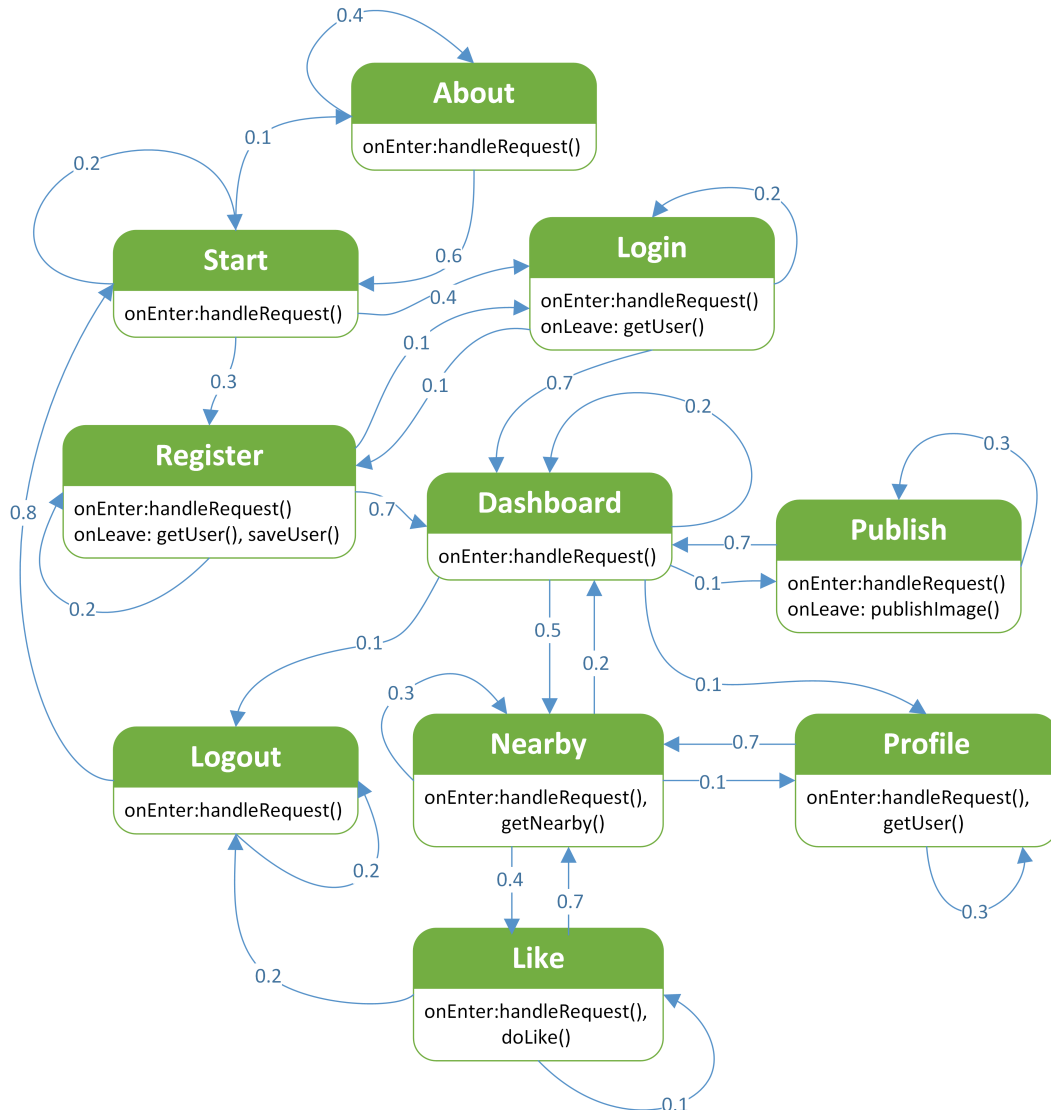 0.4
About
onEnter:handleRequest()
0.1
0.2
0.2
Start
onEnter:handleRequest()
0.6
0.4
Login
onEnter:handleRequest()
onLeave: getUser()
0.1
0.1
0.3
0.7
Register
onEnter:handleRequest()
onLeave: getUser(), saveUser()
0.7
0.2
0.2
Dashboard
onEnter:handleRequest()
0.3
Publish
onEnter:handleRequest()
onLeave: publishImage()
0.7
0.1
0.8
0.1
0.5
0.2
0.1
0.3
Logout
onEnter:handleRequest()
0.2
Nearby
onEnter:handleRequest(),
getNearby()
0.7
0.1
Profile
onEnter:handleRequest(),
getUser()
0.3
0.4
0.7
0.2
Like
onEnter:handleRequest(),
doLike()
0.1